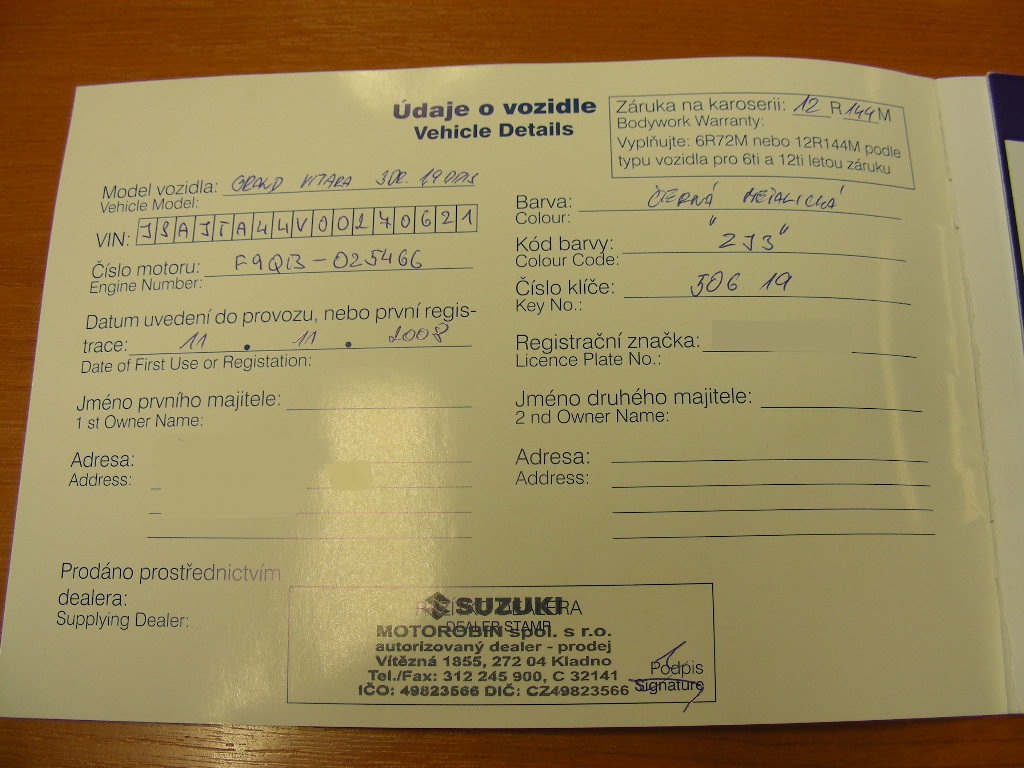 Údaje o vozidle
Vehicle Details
Záruka na karoserii: 12 R 144 M
Bodywork Warranty:
Vyplňujte: 6R72M nebo 12R144M podle
typu vozidla pro 6ti a 12ti letou záruku
Model vozidla: GRAND VITARA 3DR. 1.9DDIS
Vehicle Model:
VIN: JSAJTA44V00270621
Číslo motoru: F9QB-025466
Engine Number:
Datum uvedení do provozu, nebo první regis-
trace: 11 . 11 . 2008
Date of First Use or Registration:
Jméno prvního majitele:
1 st Owner Name:
Adresa:
Address:
Barva: ČERNÁ METALICKÁ
Colour:
Kód barvy: "ZJ3"
Colour Code:
Číslo klíče: 306 19
Key No.:
Registrační značka:
Licence Plate No.:
Jméno druhého majitele:
2 nd Owner Name:
Adresa:
Address:
Prodáno prostřednictvím
dealera:
Supplying Dealer:
SUZUKI
DEALER STAMP
MOTOROBIN spol. s r.o.
autorizovaný dealer - prodej
Vítězná 1855, 272 04 Kladno
Tel./Fax: 312 245 900, C 32141
IČO: 49823566 DIČ: CZ49823566
Podpis
Signature